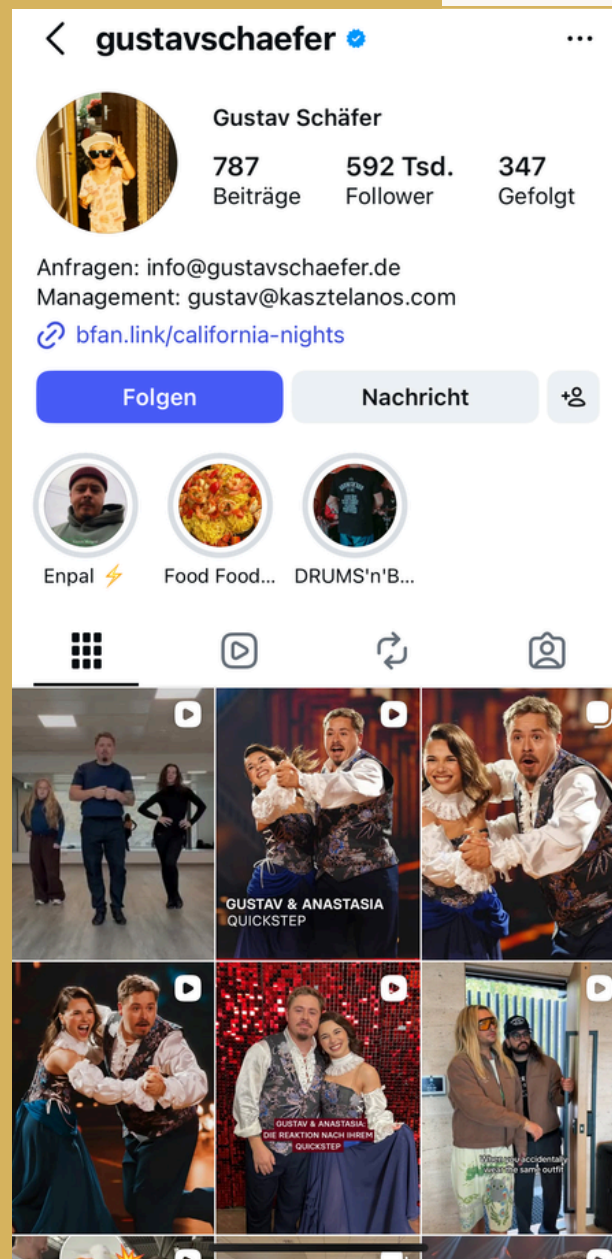 gustavschaefer
Gustav Schäfer
787
592 Tsd.
347
Beiträge
Follower
Gefolgt
Anfragen: info@gustavschaefer.de
Management: gustav@kasztelanos.com
bfan.link/california-nights
Folgen
Nachricht
Enpal ⚡
Food Food...
DRUMS'n'B...
GUSTAV & ANASTASIA
QUICKSTEP
GUSTAV & ANASTASIA:
DIE REAKTION NACH IHREM
QUICKSTEP
When you accidentally
wear the same outfit